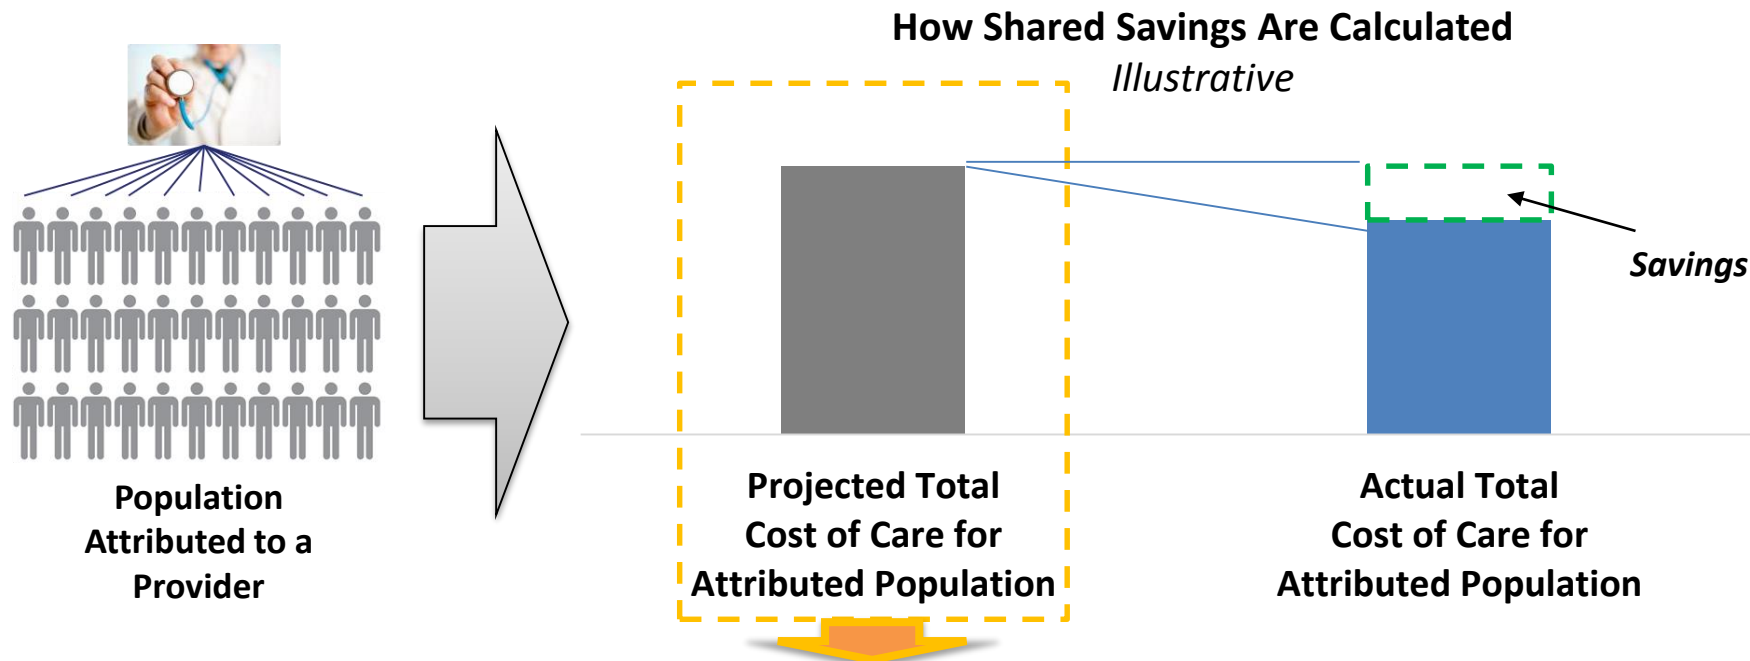 How Shared Savings Are Calculated
Illustrative
Savings
Population
Attributed to a
Provider
Projected Total
Cost of Care for
Attributed Population
Actual Total
Cost of Care for
Attributed Population